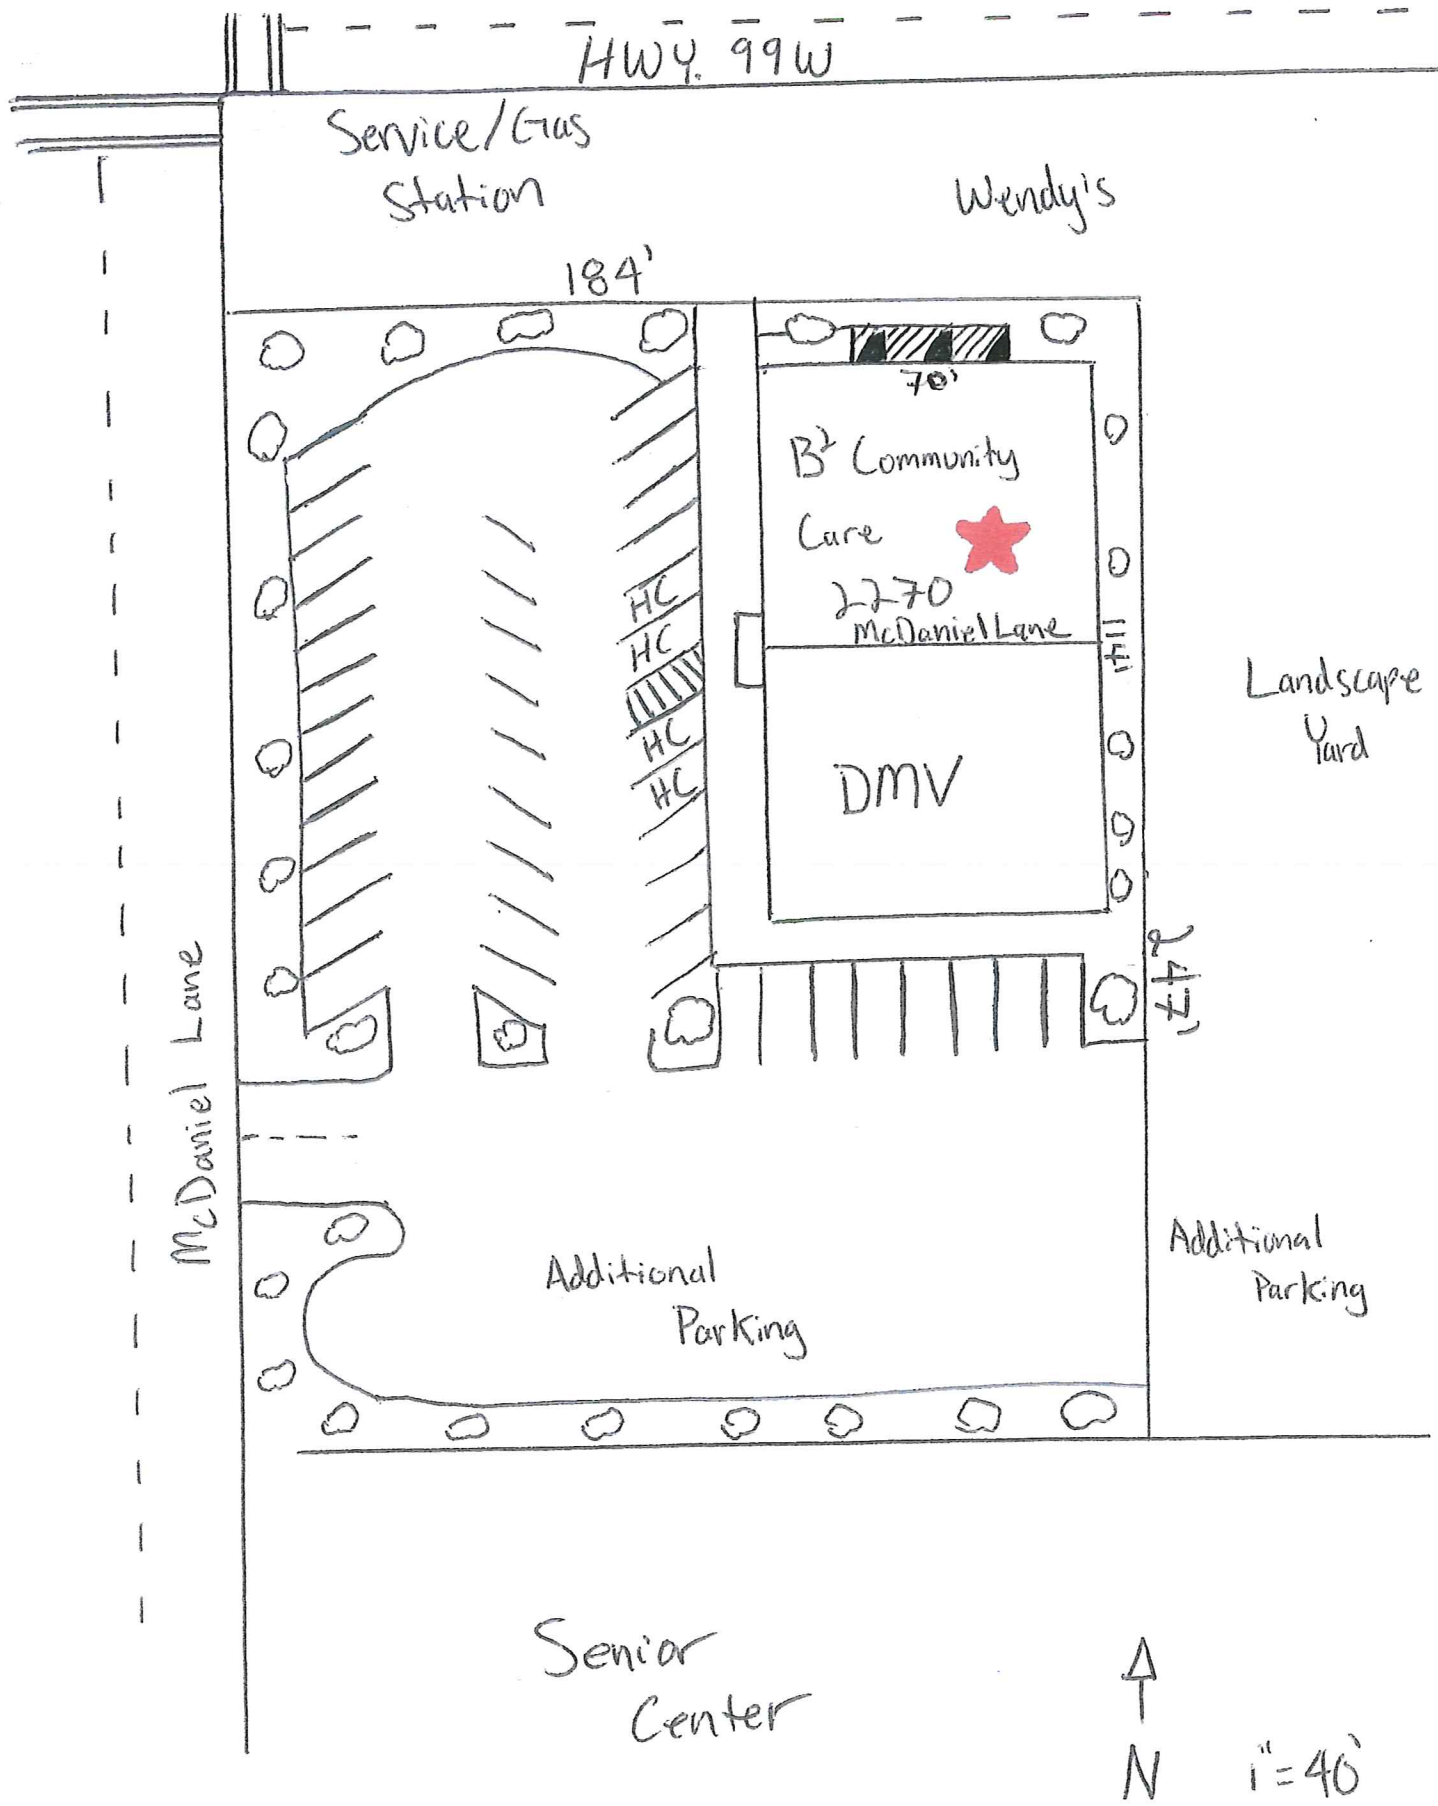 HWY. 99W
Service/Gas
Station
Wendy's
184'
70'
B² Community
Care
2270
McDaniel Lane
HC
HC
HC
HC
DMV
114'
Landscape
Yard
247'
McDaniel Lane
Additional
Parking
Additional
Parking
Senior
Center
N
1"=40'